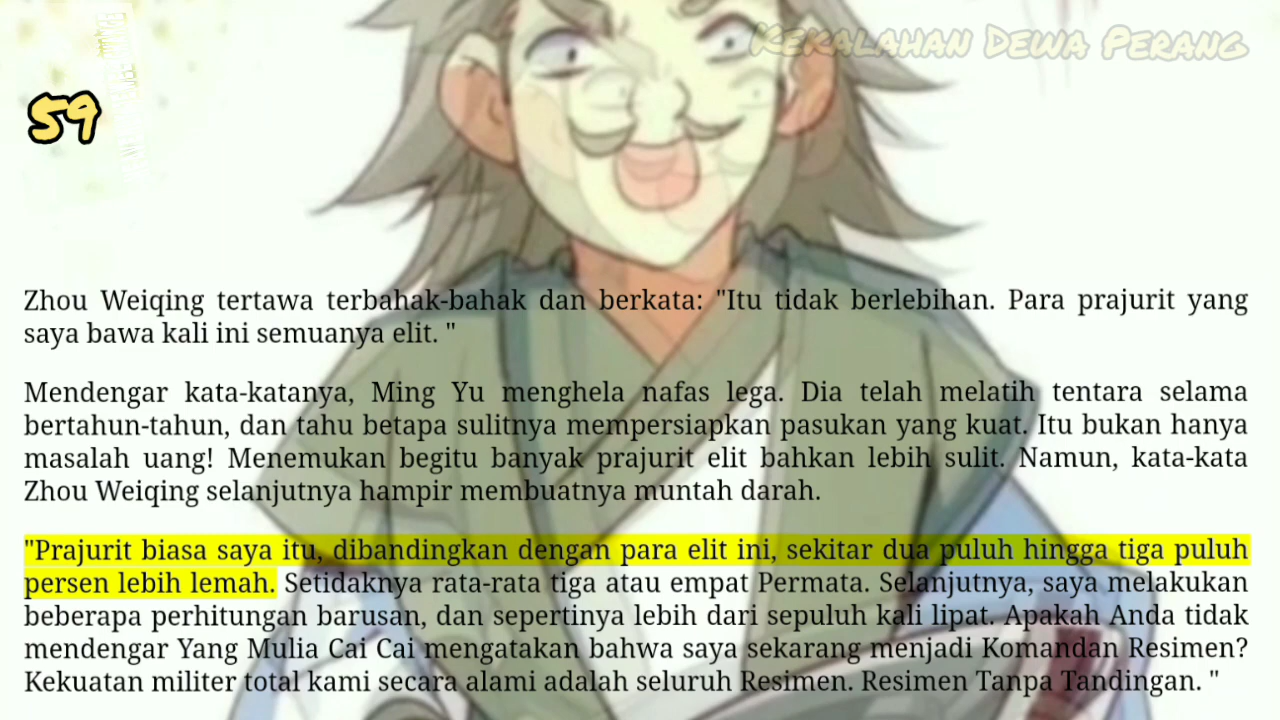 Kekalahan Dewa Perang
59
Zhou Weiqing tertawa terbahak-bahak dan berkata: "Itu tidak berlebihan. Para prajurit yang
saya bawa kali ini semuanya elit. "
Mendengar kata-katanya, Ming Yu menghela nafas lega. Dia telah melatih tentara selama
bertahun-tahun, dan tahu betapa sulitnya mempersiapkan pasukan yang kuat. Itu bukan hanya
masalah uang! Menemukan begitu banyak prajurit elit bahkan lebih sulit. Namun, kata-kata
Zhou Weiqing selanjutnya hampir membuatnya muntah darah.
"Prajurit biasa saya itu, dibandingkan dengan para elit ini, sekitar dua puluh hingga tiga puluh
persen lebih lemah. Setidaknya rata-rata tiga atau empat Permata. Selanjutnya, saya melakukan
beberapa perhitungan barusan, dan sepertinya lebih dari sepuluh kali lipat. Apakah Anda tidak
mendengar Yang Mulia Cai Cai mengatakan bahwa saya sekarang menjadi Komandan Resimen?
Kekuatan militer total kami secara alami adalah seluruh Resimen. Resimen Tanpa Tandingan. "